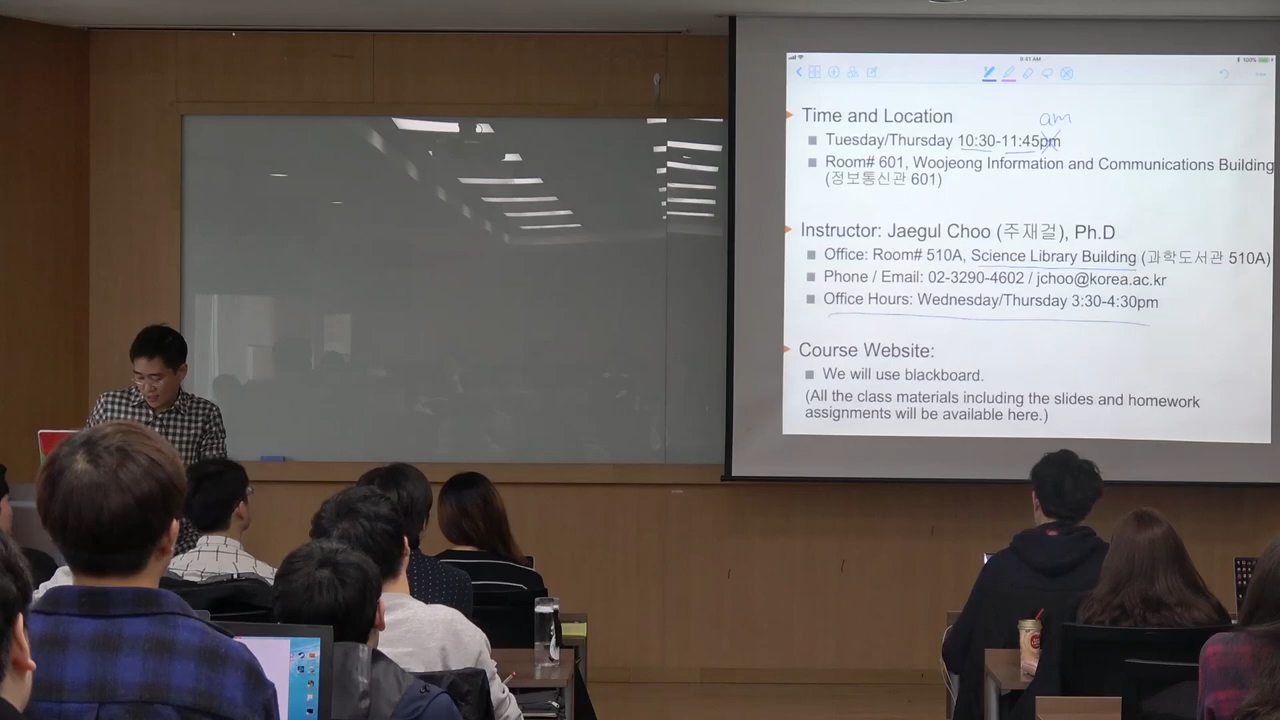 9:41 AM
100%
Time and Location
am
Tuesday/Thursday 10:30-11:45pm
Room# 601, Woojeong Information and Communications Building
(정보통신관 601)
Instructor: Jaegul Choo (주재걸), Ph.D
Office: Room# 510A, Science Library Building (과학도서관 510A)
Phone / Email: 02-3290-4602 / jchoo@korea.ac.kr
Office Hours: Wednesday/Thursday 3:30-4:30pm
Course Website:
We will use blackboard.
(All the class materials including the slides and homework
assignments will be available here.)